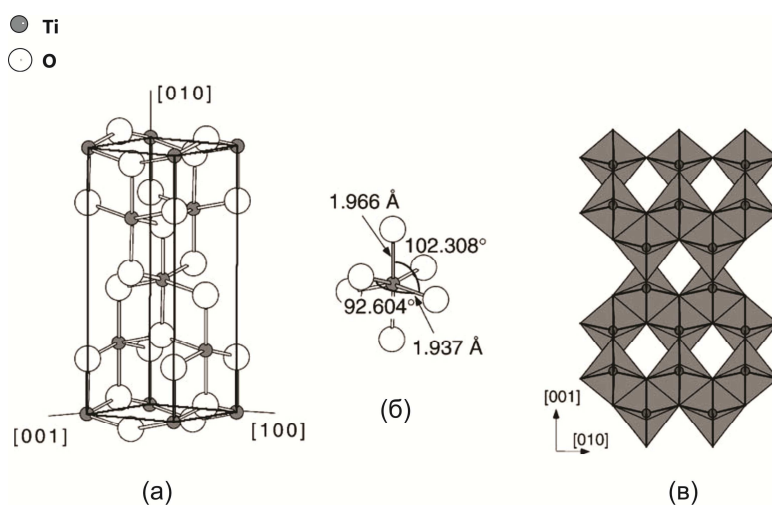 Ti
O
[010]
[001]
[100]
(а)
1.966 Å
102.308°
92.604°
1.937 Å
(б)
[001]
[010]
(в)